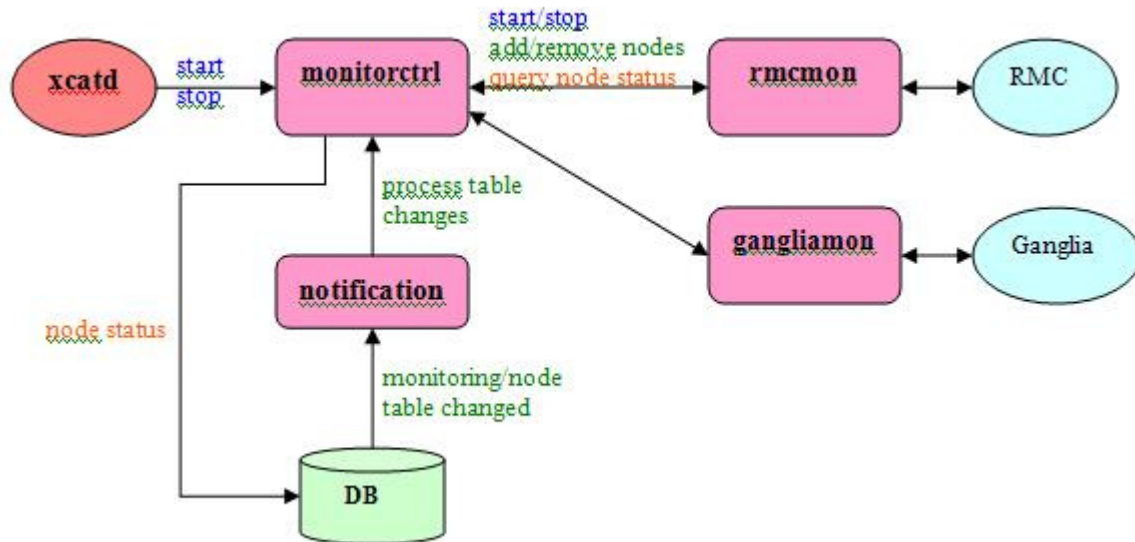 xcatd
start
stop
monitorctrl
start/stop
add/remove nodes
query node status
rmcmon
RMC
process table
changes
gangliamon
Ganglia
notification
node status
monitoring/node
table changed
DB